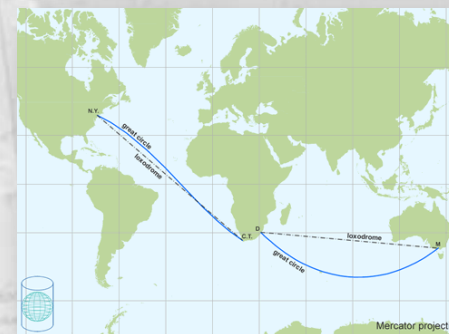 N.Y.
great circle
loxodrome
C.T.
D
loxodrome
M
great circle
Mercator project